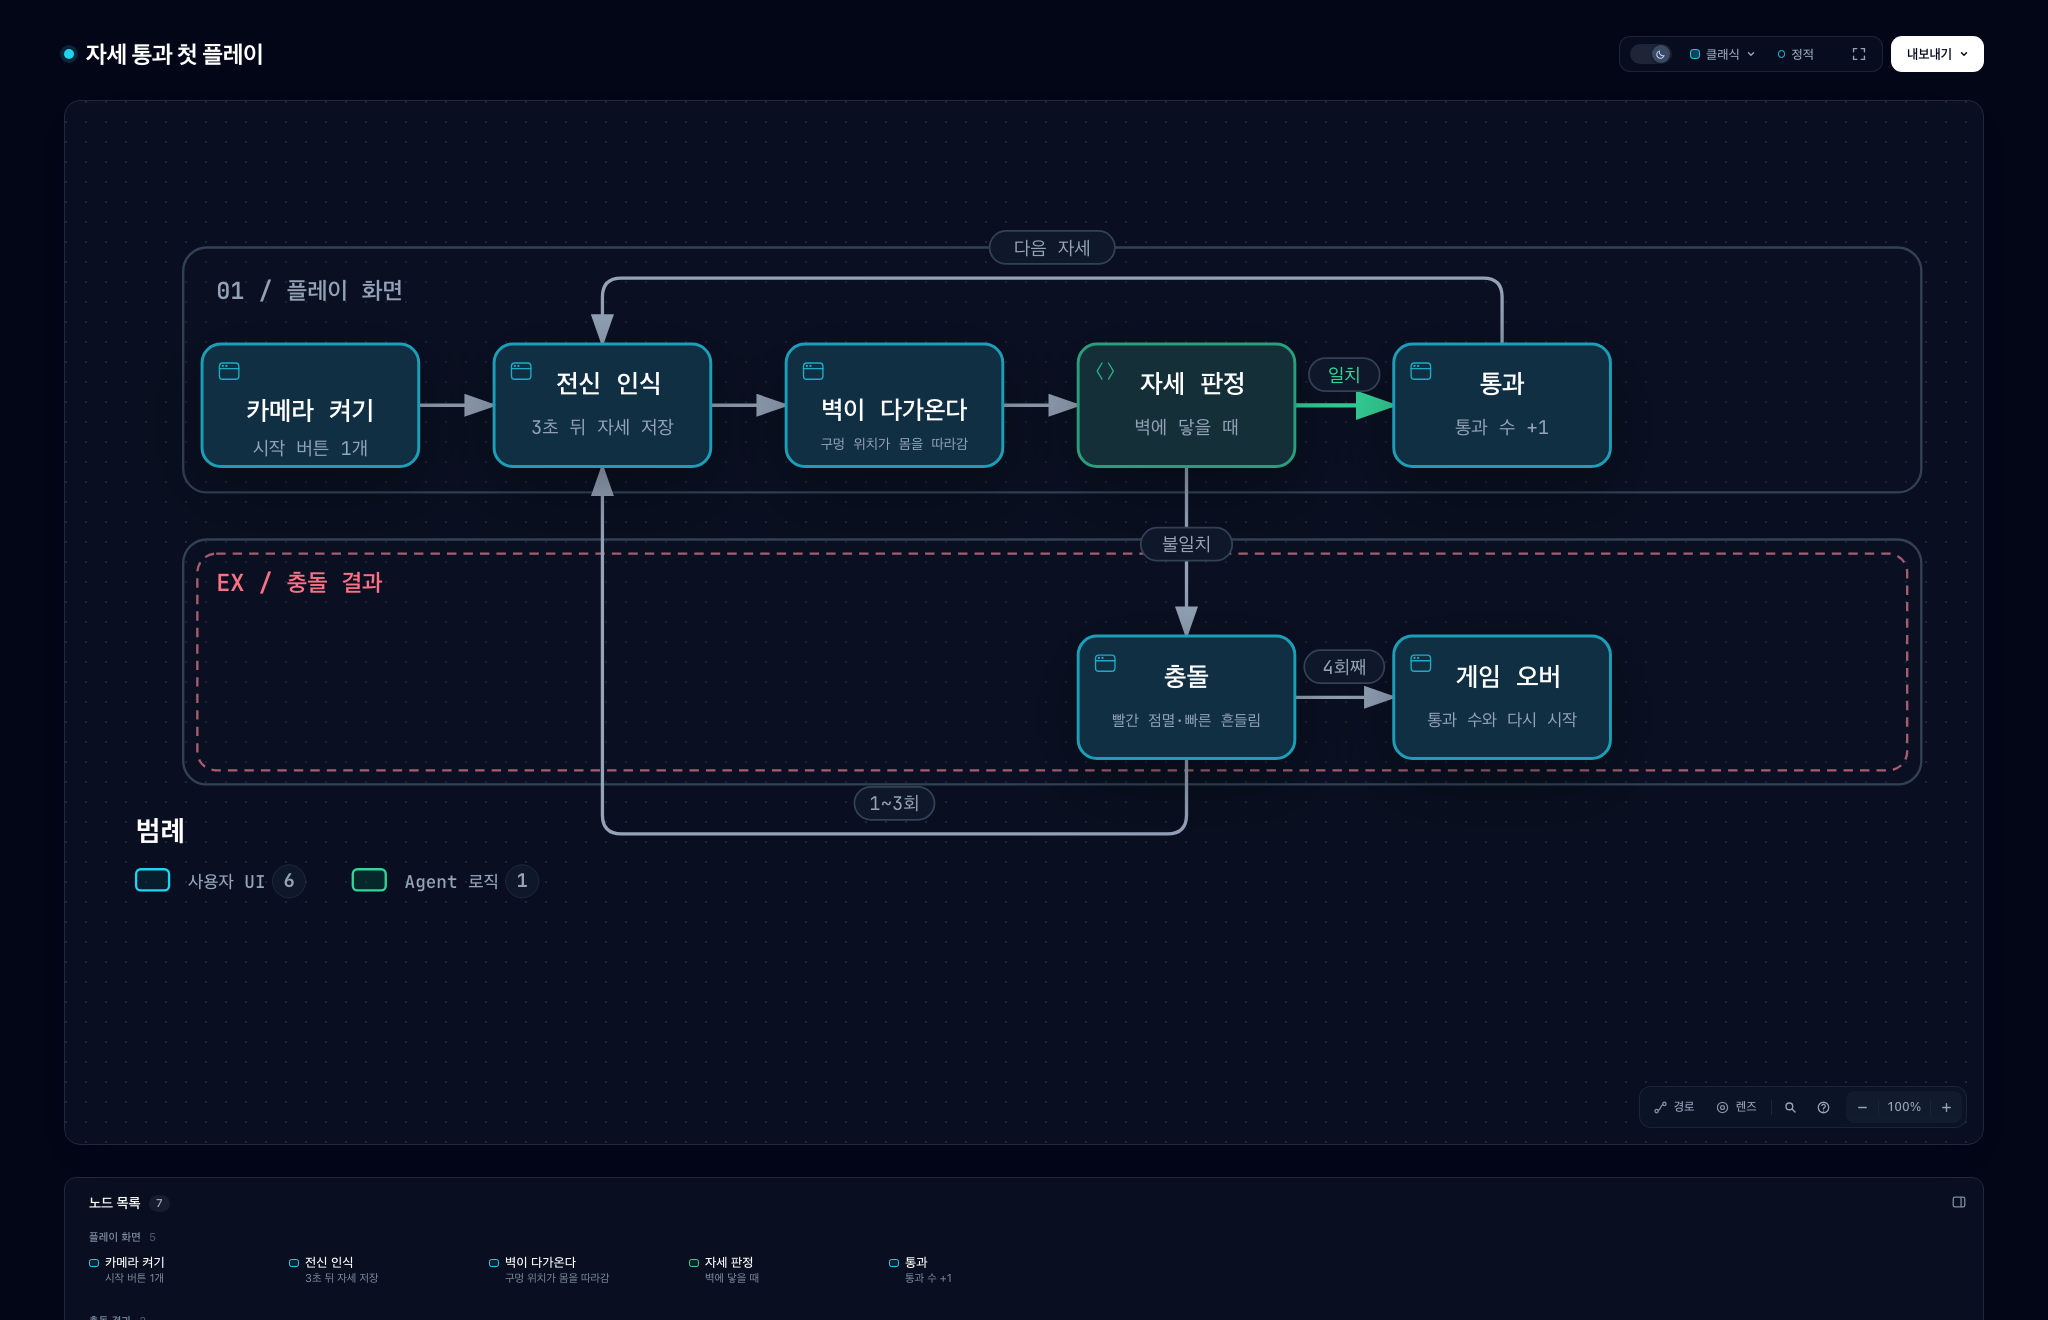 자세 통과 첫 플레이
클래식
정적
내보내기
다음 자세
01 / 플레이 화면
카메라 켜기
시작 버튼 1개
전신 인식
3초 뒤 자세 저장
벽이 다가온다
구멍 위치가 몸을 따라감
자세 판정
벽에 닿을 때
일치
통과
통과 수 +1
불일치
EX / 충돌 결과
충돌
빨간 점멸·빠른 흔들림
4회째
게임 오버
통과 수와 다시 시작
1~3회
범례
사용자 UI 6
Agent 로직 1
경로
렌즈
100%
노드 목록 7
플레이 화면 5
카메라 켜기
시작 버튼 1개
전신 인식
3초 뒤 자세 저장
벽이 다가온다
구멍 위치가 몸을 따라감
자세 판정
벽에 닿을 때
통과
통과 수 +1